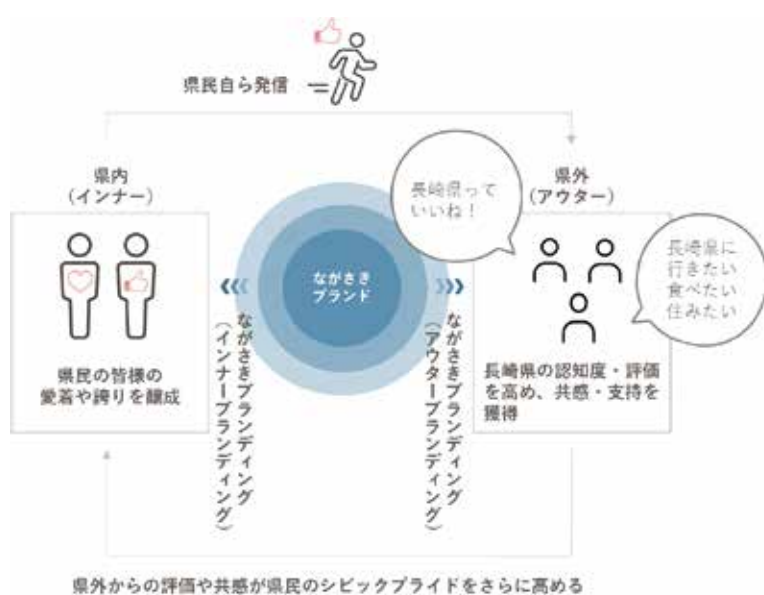 県民自ら発信
県内
（インナー）
県民の皆様の
愛着や誇りを醸成
ながさき
ブランド
ながさきブランディング
（インナーブランディング）
ながさきブランディング
（アウターブランディング）
県外
（アウター）
長崎県って
いいね！
長崎県に
行きたい
食べたい
住みたい
長崎県の認知度・評価
を高め、共感・支持を
獲得
県外からの評価や共感が県民のシビックプライドをさらに高める